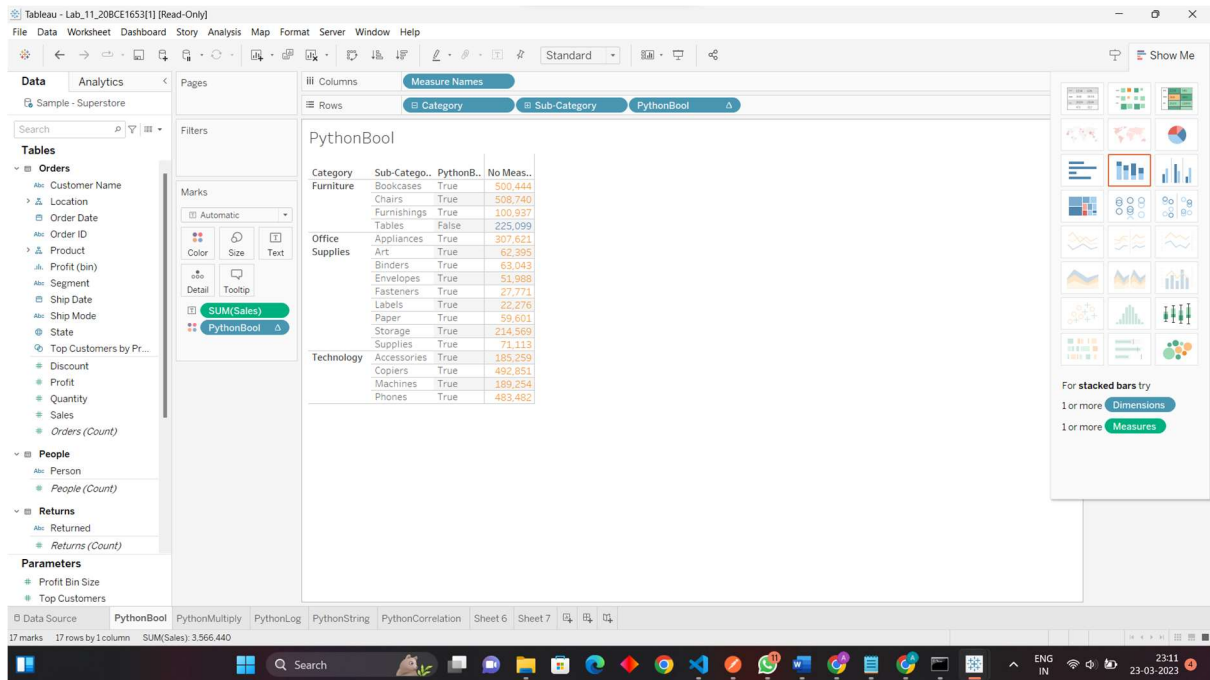 Tableau - Lab_11_20BCE1653[1] [Read-Only]
File Data Worksheet Dashboard Story Analysis Map Format Server Window Help
Standard
Show Me
Data Analytics
Sample - Superstore
Search
Tables
Orders
Abc Customer Name
Location
Order Date
Abc Order ID
Product
Profit (bin)
Abc Segment
Ship Date
Abc Ship Mode
State
Top Customers by Pr...
# Discount
# Profit
# Quantity
# Sales
# Orders (Count)
People
Abc Person
# People (Count)
Returns
Abc Returned
# Returns (Count)
Parameters
# Profit Bin Size
# Top Customers
Pages
Filters
Marks
Automatic
Color Size Text
Detail Tooltip
SUM(Sales)
PythonBool Δ
iii Columns Measure Names
Rows Category Sub-Category PythonBool Δ
PythonBool
Category Sub-Catego.. PythonB.. No Meas..
Furniture Bookcases True 500,444
Chairs True 508,740
Furnishings True 100,937
Tables False 225,099
Office Supplies Appliances True 307,621
Art True 62,395
Binders True 63,043
Envelopes True 51,988
Fasteners True 27,771
Labels True 22,276
Paper True 59,601
Storage True 214,569
Supplies True 71,113
Technology Accessories True 185,259
Copiers True 492,851
Machines True 189,254
Phones True 483,482
For stacked bars try
1 or more Dimensions
1 or more Measures
Data Source PythonBool PythonMultiply PythonLog PythonString PythonCorrelation Sheet 6 Sheet 7
17 marks 17 rows by 1 column SUM(Sales): 3,566,440
Search
11
ENG
IN
23:11
23-03-2023
4